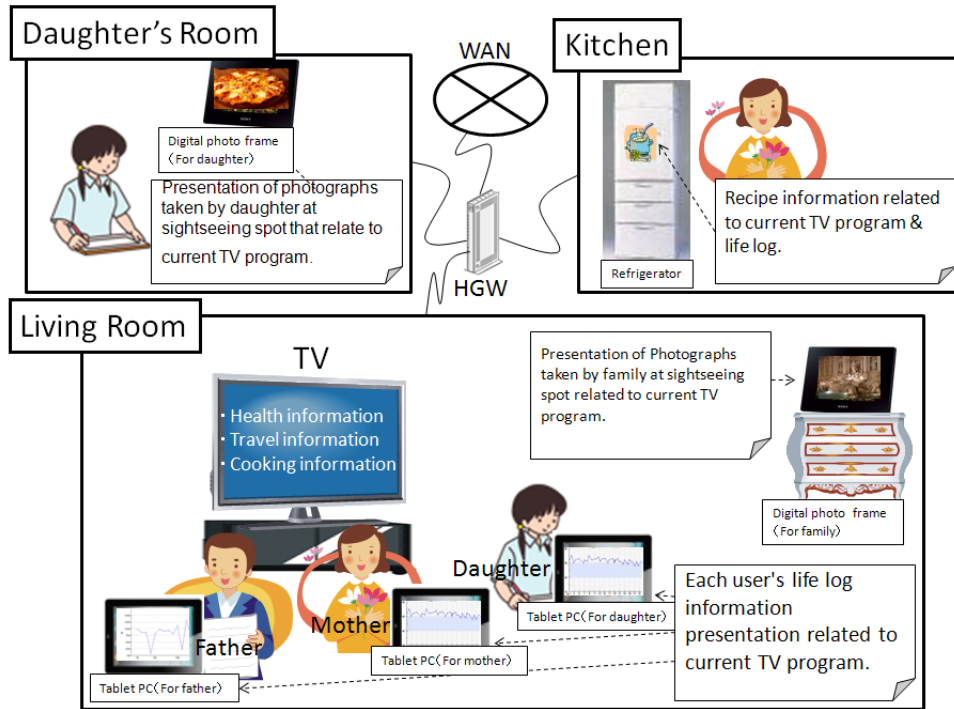 Daughter's Room
Digital photo frame
（For daughter）
Presentation of photographs
taken by daughter at
sightseeing spot that relate to
current TV program.
WAN
HGW
Kitchen
Recipe information related
to current TV program &
life log.
Refrigerator
Living Room
TV
・Health information
・Travel information
・Cooking information
Presentation of Photographs
taken by family at sightseeing
spot related to current TV
program.
SONY
Digital photo frame
（For family）
Daughter
Mother
Father
Tablet PC（For daughter）
Tablet PC（For mother）
Tablet PC（For father）
Each user's life log
information
presentation related to
current TV program.